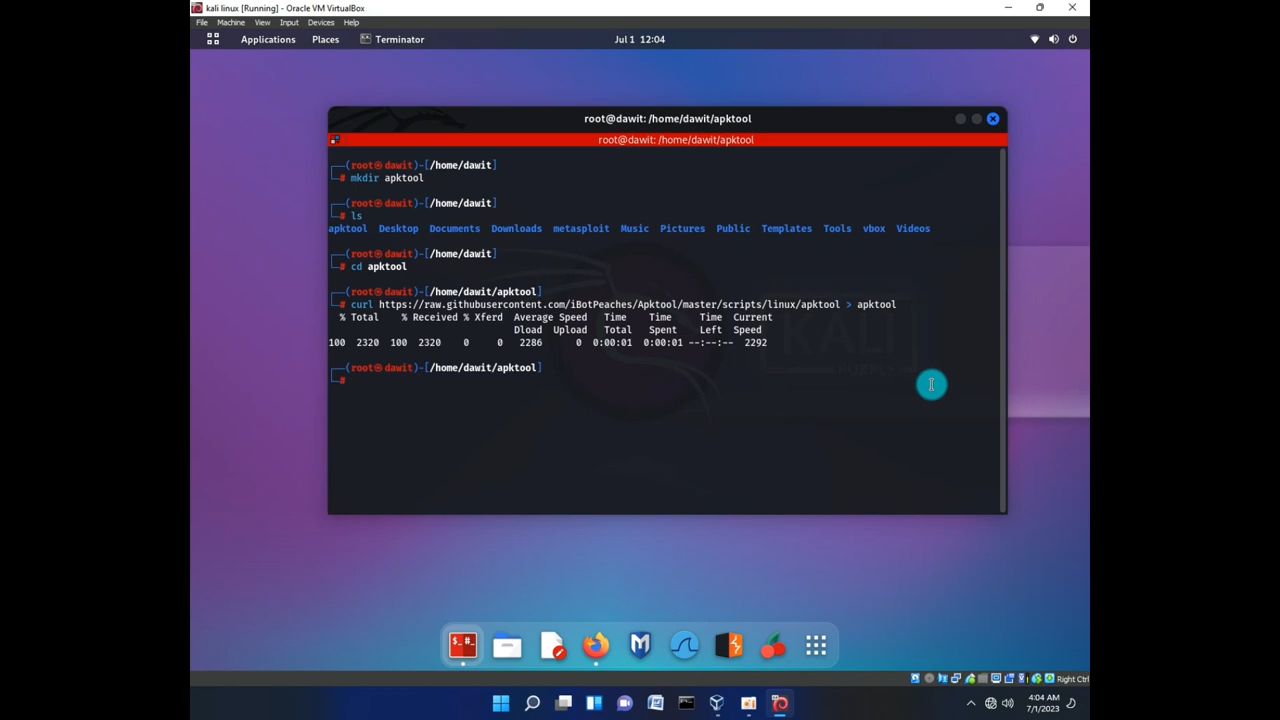 kali linux [Running] - Oracle VM VirtualBox
File Machine View Input Devices Help
Applications Places Terminator Jul 1 12:04
root@dawit: /home/dawit/apktool
root@dawit: /home/dawit/apktool
┌──(root㉿dawit)-[/home/dawit]
└─# mkdir apktool
┌──(root㉿dawit)-[/home/dawit]
└─# ls
apktool Desktop Documents Downloads metasploit Music Pictures Public Templates Tools vbox Videos
┌──(root㉿dawit)-[/home/dawit]
└─# cd apktool
┌──(root㉿dawit)-[/home/dawit/apktool]
└─# curl https://raw.githubusercontent.com/iBotPeaches/Apktool/master/scripts/linux/apktool > apktool
% Total % Received % Xferd Average Speed Time Time Time Current
Dload Upload Total Spent Left Speed
100 2320 100 2320 0 0 2286 0 0:00:01 0:00:01 --:--:-- 2292
┌──(root㉿dawit)-[/home/dawit/apktool]
└─#
KALI
$_ #_
Right Ctrl
4:04 AM
7/1/2023